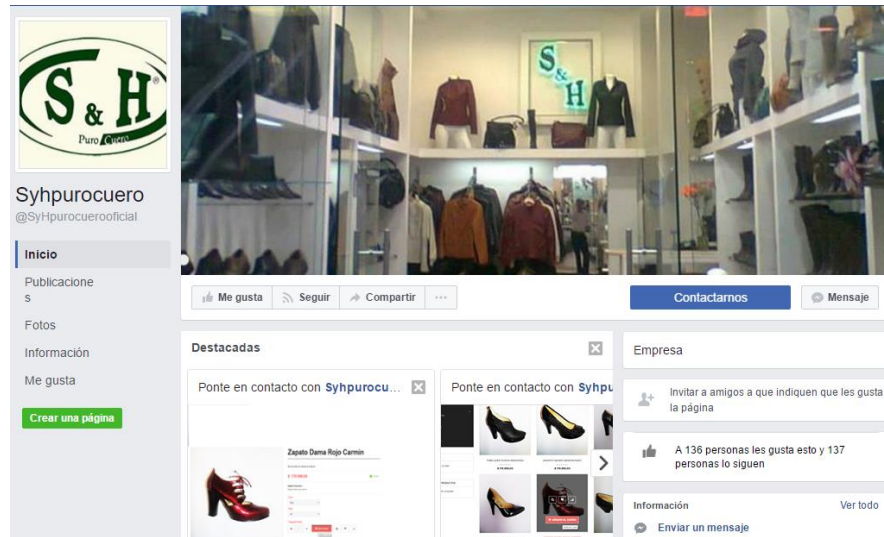 S & H®
Puro Cuero
S & H
Syhpurocuero
@SyHpurocuerooficial
Inicio
Publicacione
s
Fotos
Información
Me gusta
Crear una página
Me gusta
Seguir
Compartir
...
Contactarnos
Mensaje
Destacadas
Ponte en contacto con Syhpurocu...
Zapato Dama Rojo Carmin
Ponte en contacto con Syhpu
Empresa
Invitar a amigos a que indiquen que les gusta
la página
A 136 personas les gusta esto y 137
personas lo siguen
Información
Ver todo
Enviar un mensaje